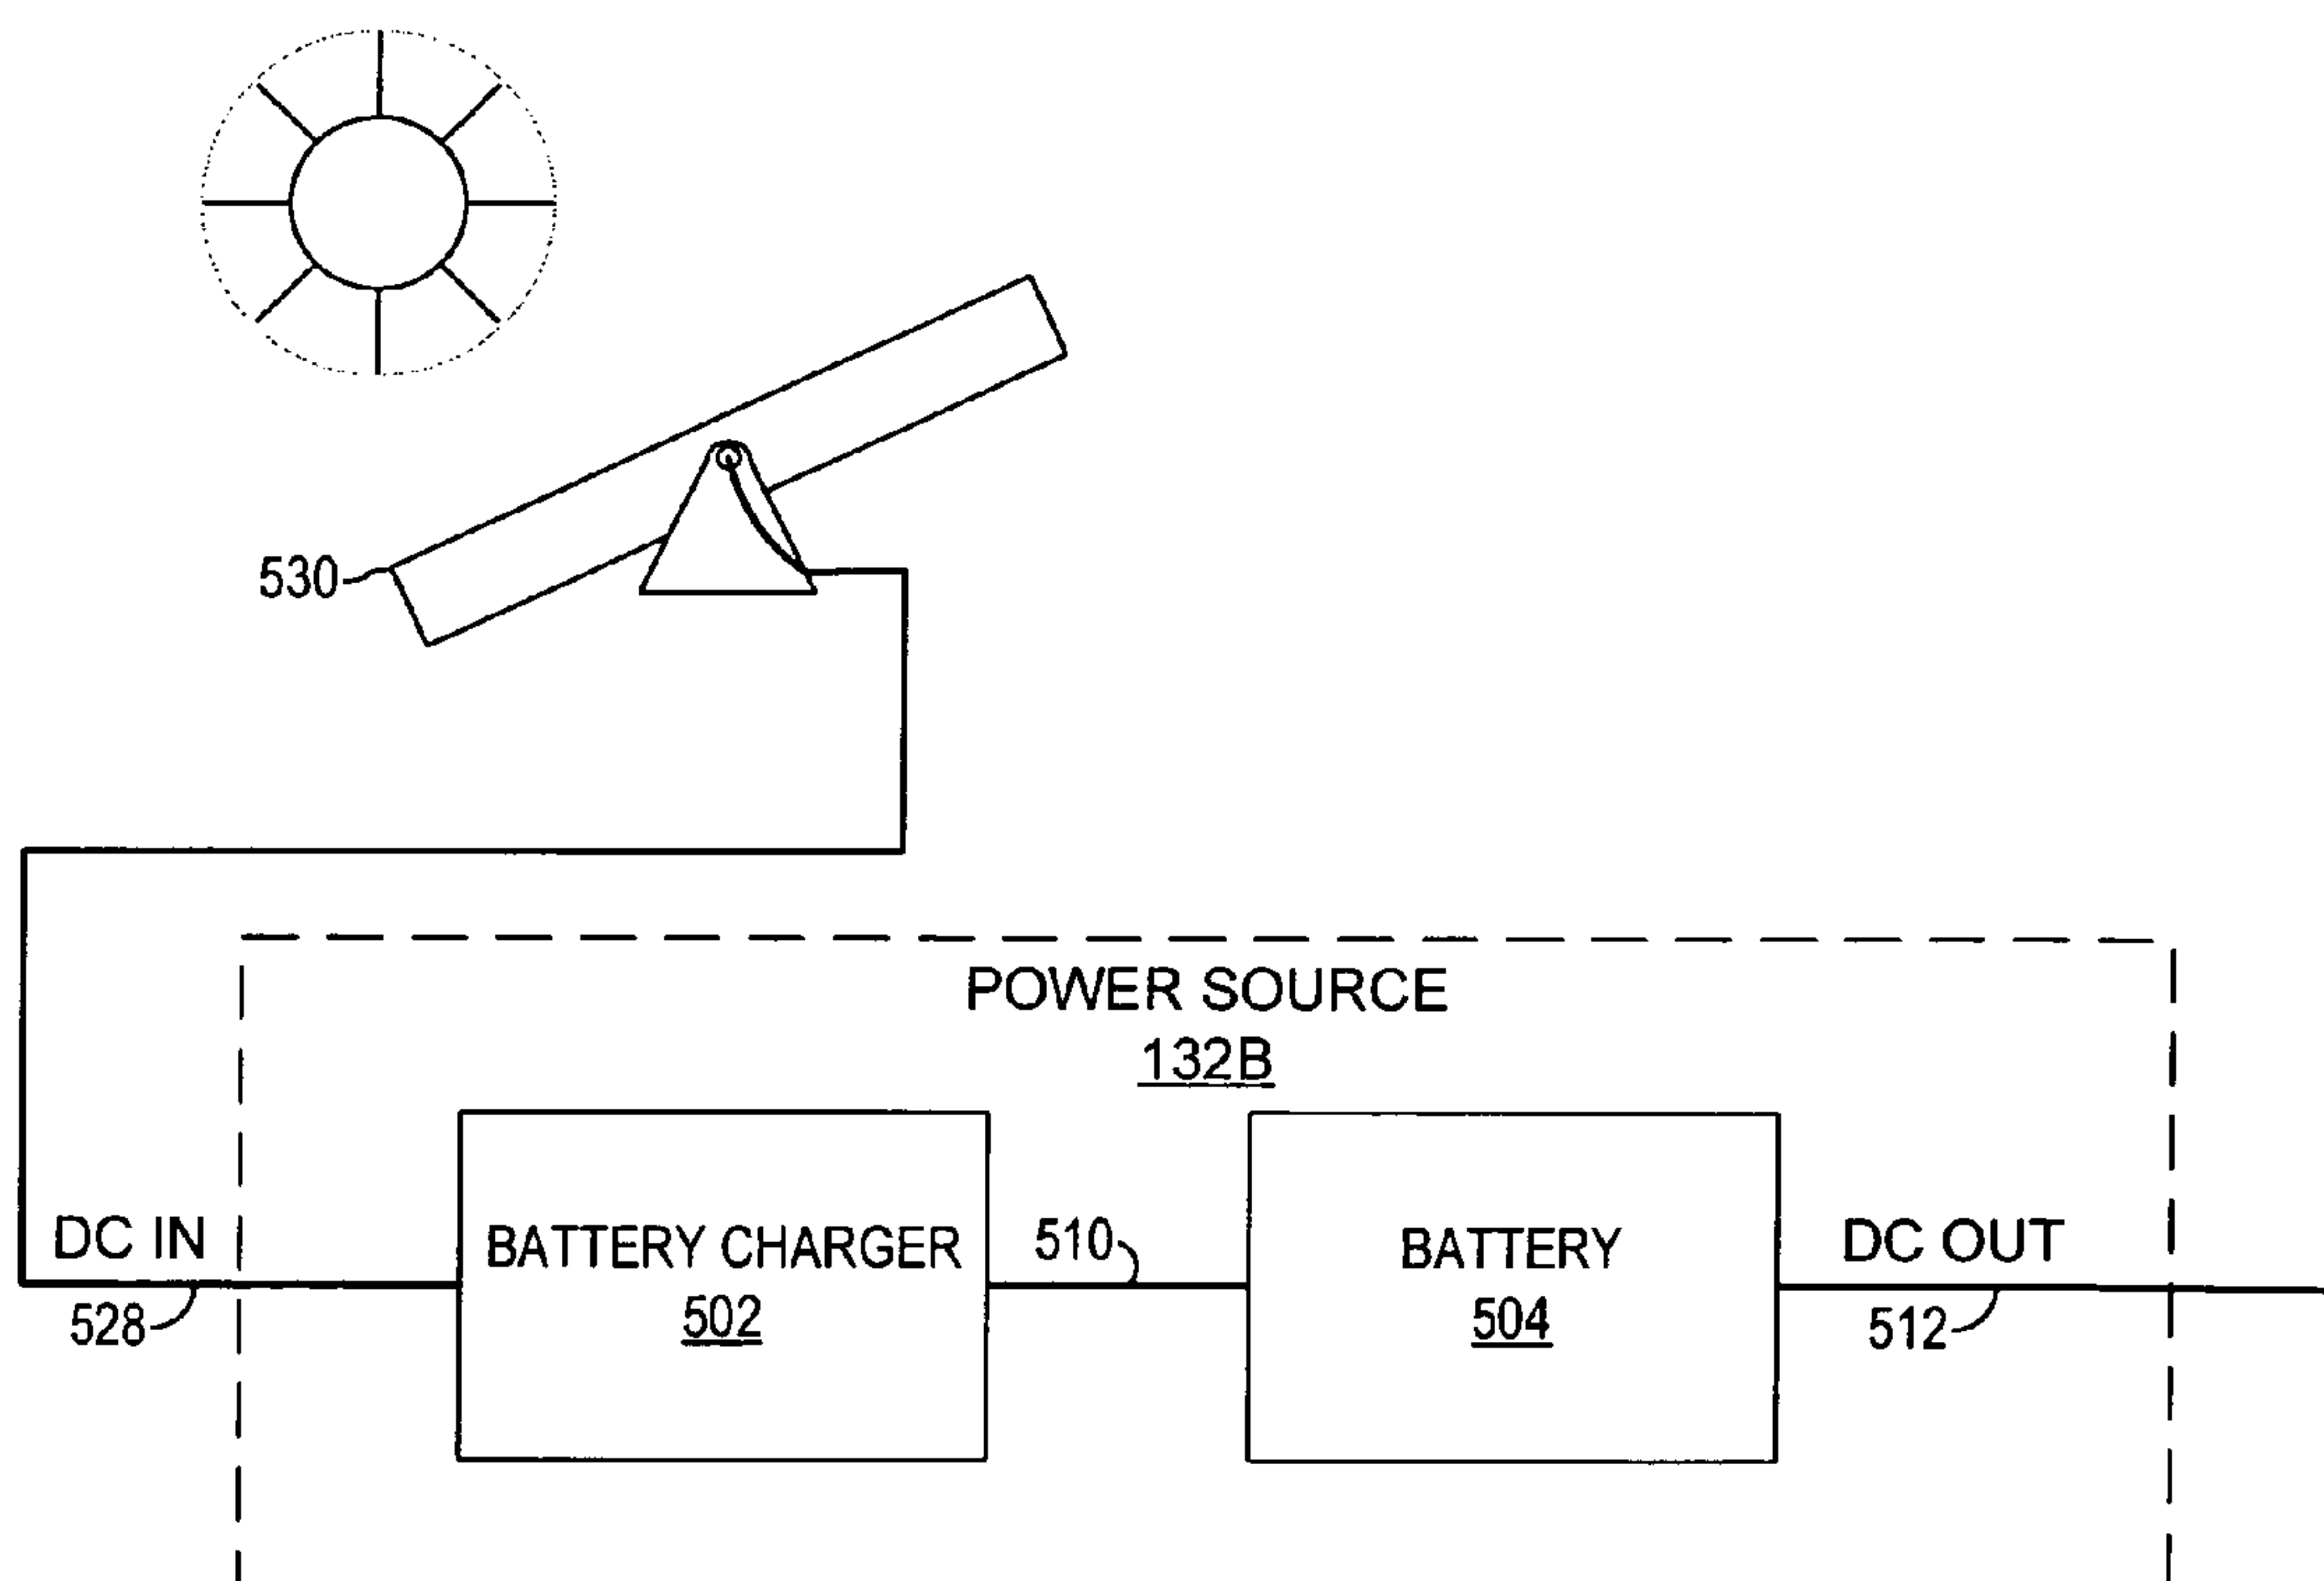 530
POWER SOURCE
132B
DC IN
528
BATTERY CHARGER
502
510
BATTERY
504
DC OUT
512